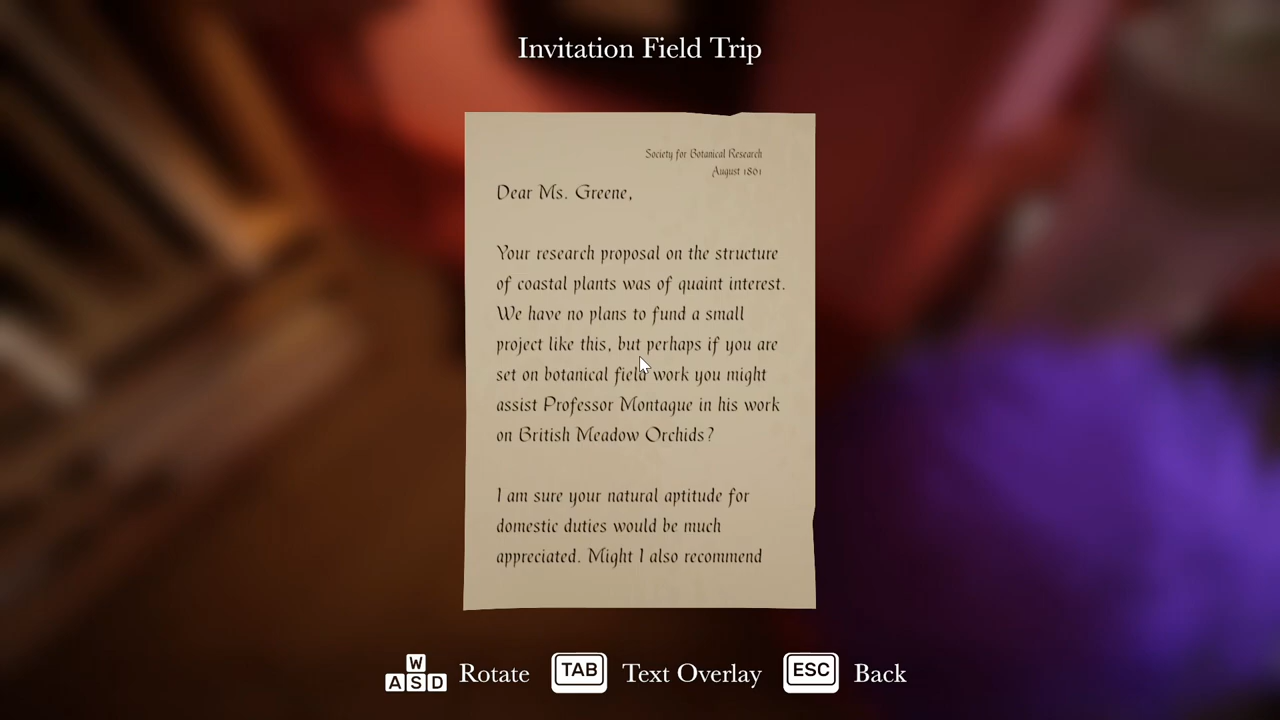 Invitation Field Trip
Society for Botanical Research
August 1861
Dear Ms. Greene,
Your research proposal on the structure
of coastal plants was of quaint interest.
We have no plans to fund a small
project like this, but perhaps if you are
set on botanical field work you might
assist Professor Montague in his work
on British Meadow Orchids?
I am sure your natural aptitude for
domestic duties would be much
appreciated. Might I also recommend
W
A S D Rotate TAB Text Overlay ESC Back